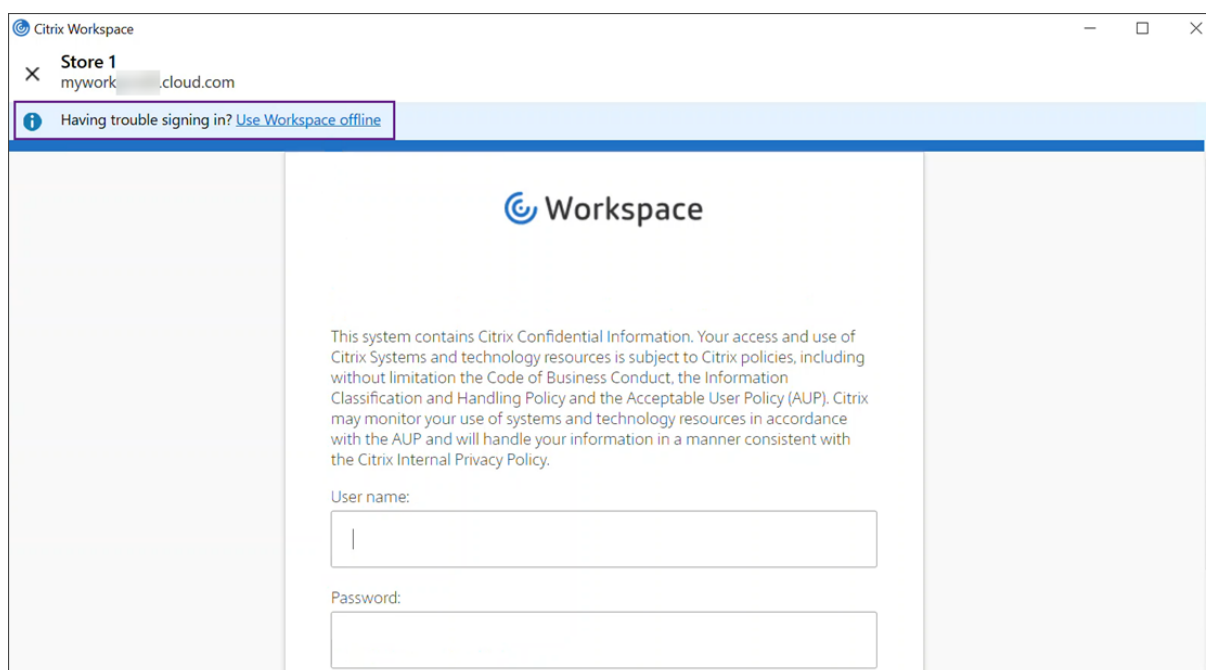 Citrix Workspace
Store 1
mywork .cloud.com
Having trouble signing in? Use Workspace offline
Workspace
This system contains Citrix Confidential Information. Your access and use of
Citrix Systems and technology resources is subject to Citrix policies, including
without limitation the Code of Business Conduct, the Information
Classification and Handling Policy and the Acceptable User Policy (AUP). Citrix
may monitor your use of systems and technology resources in accordance
with the AUP and will handle your information in a manner consistent with
the Citrix Internal Privacy Policy.
User name:
Password: